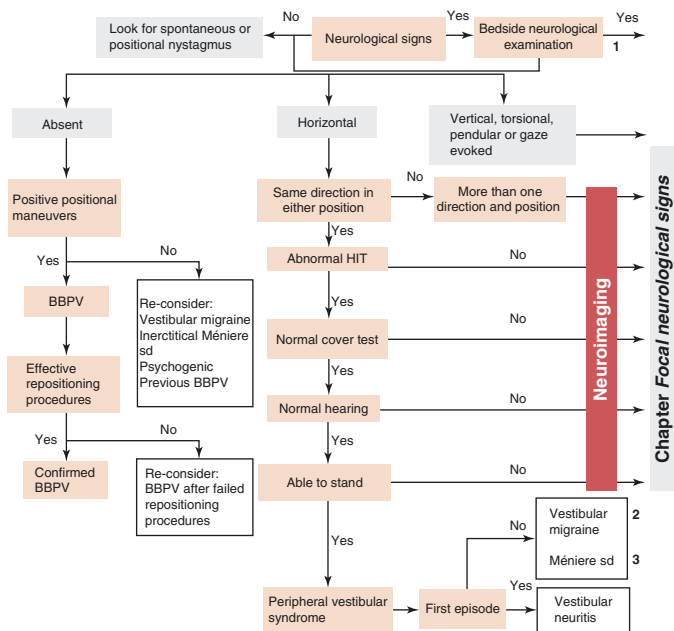 No
Yes
Yes
Look for spontaneous or
positional nystagmus
Neurological signs
Bedside neurological
examination
1
Absent
Horizontal
Vertical, torsional,
pendular or gaze
evoked
Positive positional
maneuvers
Same direction in
either position
No
More than one
direction and position
Yes
No
Yes
Abnormal HIT
No
BBPV
Re-consider:
Vestibular migraine
Inerctitical Méniere
sd
Psychogenic
Previous BBPV
Yes
Normal cover test
No
Effective
repositioning
procedures
Yes
Normal hearing
No
Yes
No
Yes
Confirmed
BBPV
Re-consider:
BBPV after failed
repositioning
procedures
Able to stand
No
Neuroimaging
Chapter Focal neurological signs
Yes
No
Vestibular
migraine
2
Méniere sd
3
Peripheral vestibular
syndrome
First episode
Yes
Vestibular
neuritis